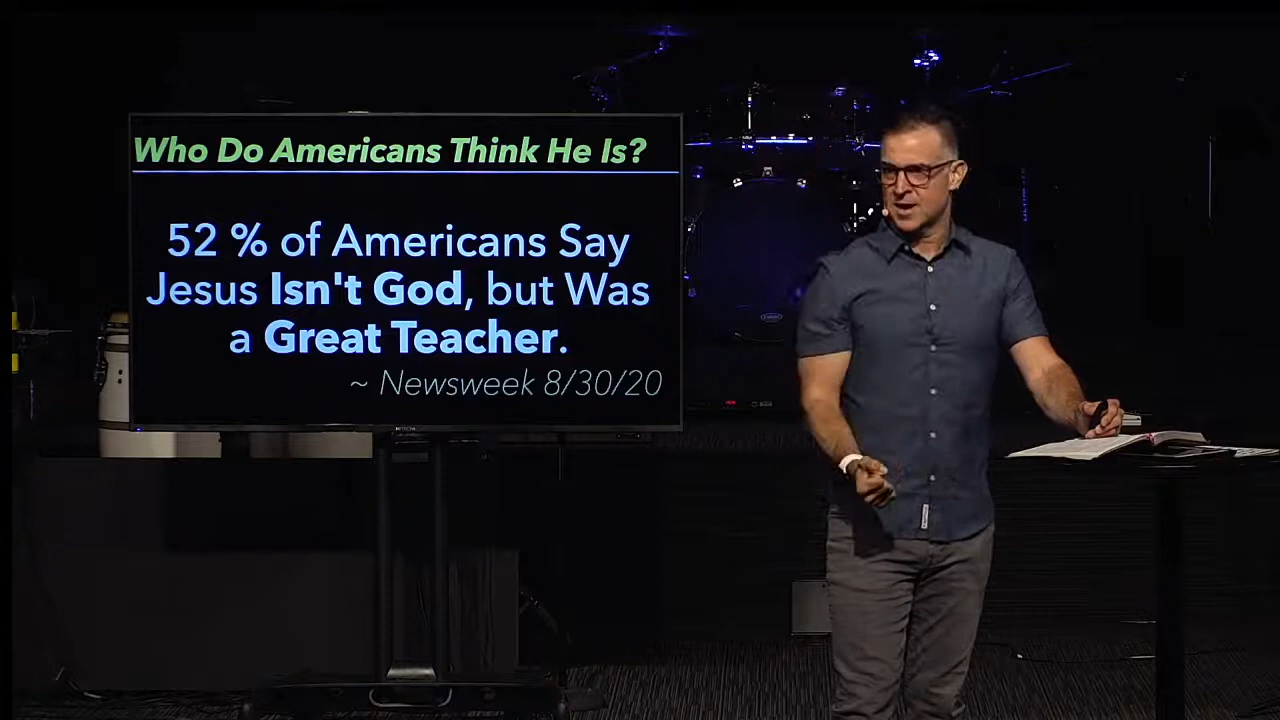 Who Do Americans Think He Is?
52 % of Americans Say
Jesus Isn't God, but Was
a Great Teacher.
~ Newsweek 8/30/20